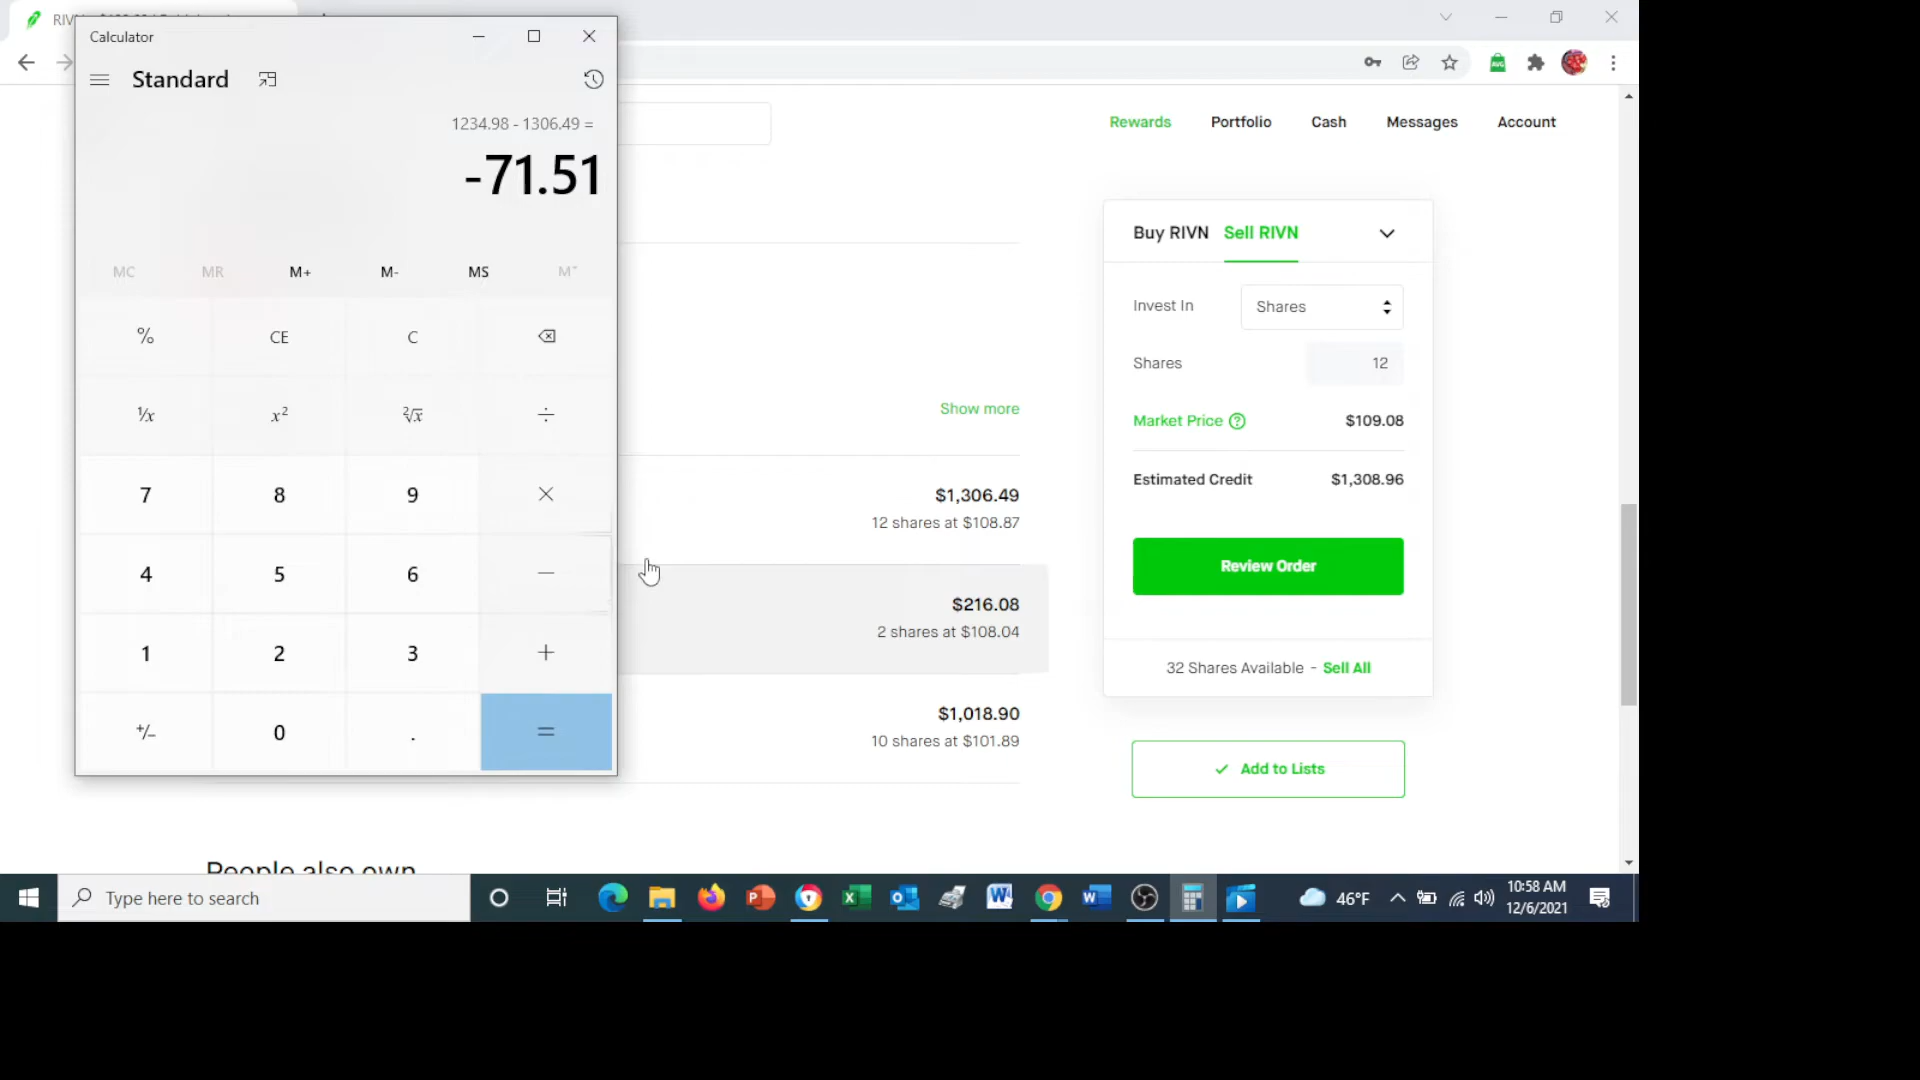 RIV
Calculator
Standard
1234.98 - 1306.49 =
-71.51
MC MR M+ M- MS M˅
% CE C
¹/x x² ²√x ÷
7 8 9 ×
4 5 6 −
1 2 3 +
+/− 0 . =
Rewards Portfolio Cash Messages Account
Show more
$1,306.49
12 shares at $108.87
$216.08
2 shares at $108.04
$1,018.90
10 shares at $101.89
People also own
Buy RIVN Sell RIVN
Invest In Shares
Shares 12
Market Price ? $109.08
Estimated Credit $1,308.96
Review Order
32 Shares Available - Sell All
Add to Lists
Type here to search
46°F
10:58 AM
12/6/2021